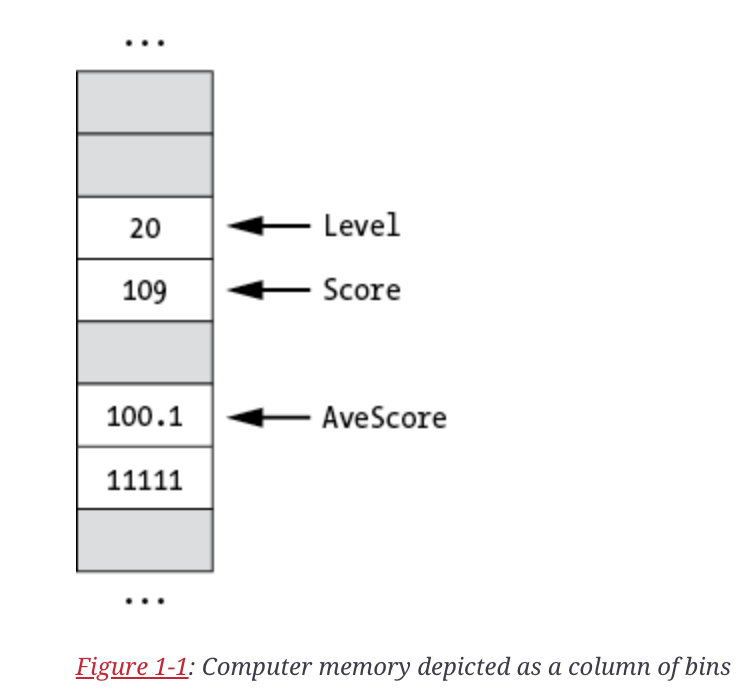 ...
20
Level
109
Score
100.1
AveScore
11111
...
Figure 1-1: Computer memory depicted as a column of bins